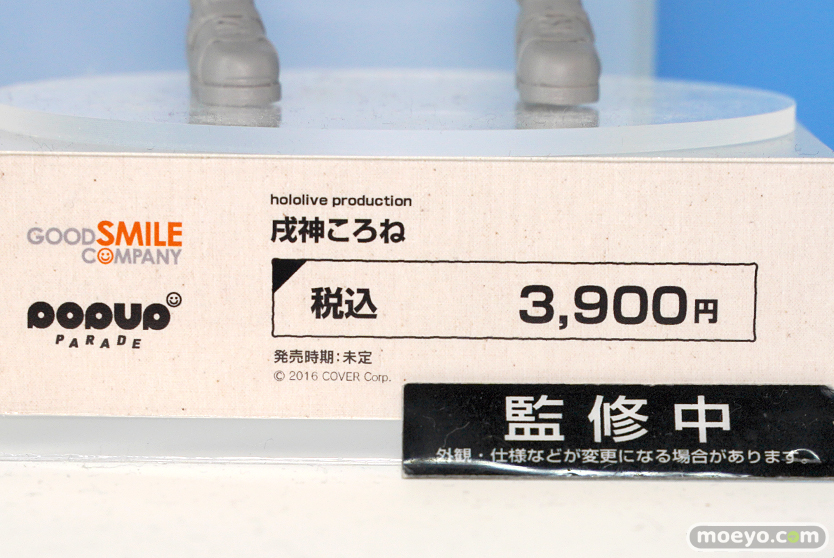 GOOD SMILE
COMPANY
POPUP
PARADE
hololive production
戌神ころね
税込 3,900円
発売時期:未定
© 2016 COVER Corp.
監修中
外観・仕様などが変更になる場合があります。
moeyo.com